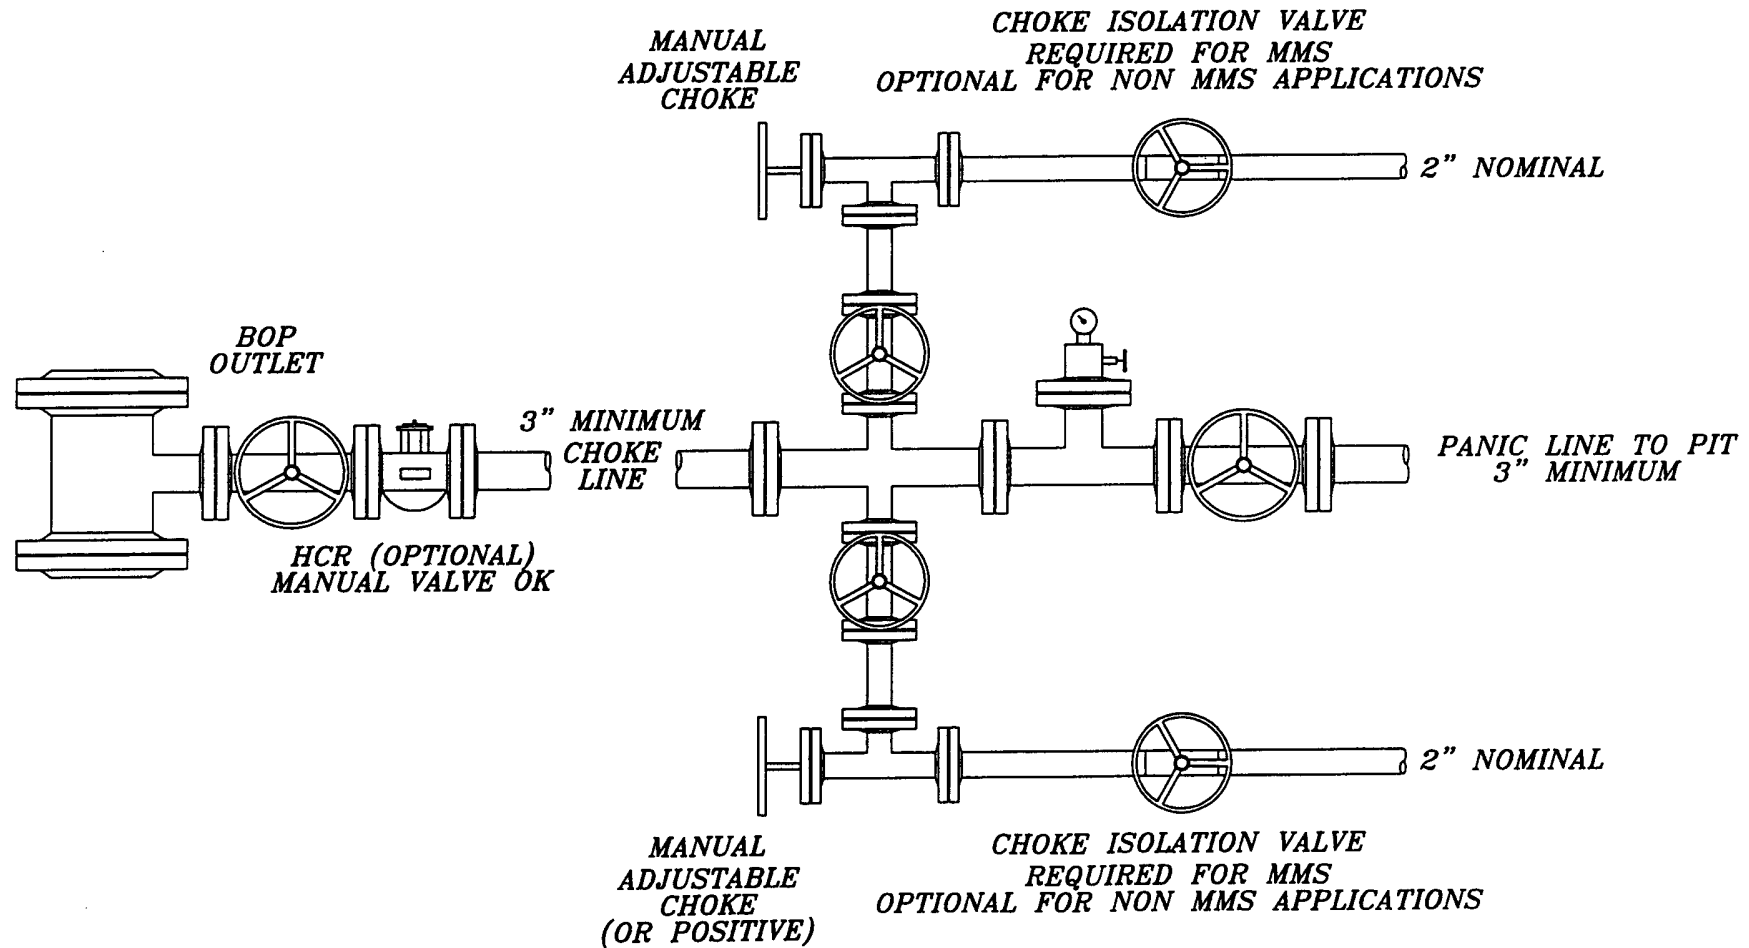 MANUAL
ADJUSTABLE
CHOKE
CHOKE ISOLATION VALVE
REQUIRED FOR MMS
OPTIONAL FOR NON MMS APPLICATIONS
2" NOMINAL
BOP
OUTLET
3" MINIMUM
CHOKE
LINE
PANIC LINE TO PIT
3" MINIMUM
HCR (OPTIONAL)
MANUAL VALVE OK
2" NOMINAL
MANUAL
ADJUSTABLE
CHOKE
(OR POSITIVE)
CHOKE ISOLATION VALVE
REQUIRED FOR MMS
OPTIONAL FOR NON MMS APPLICATIONS